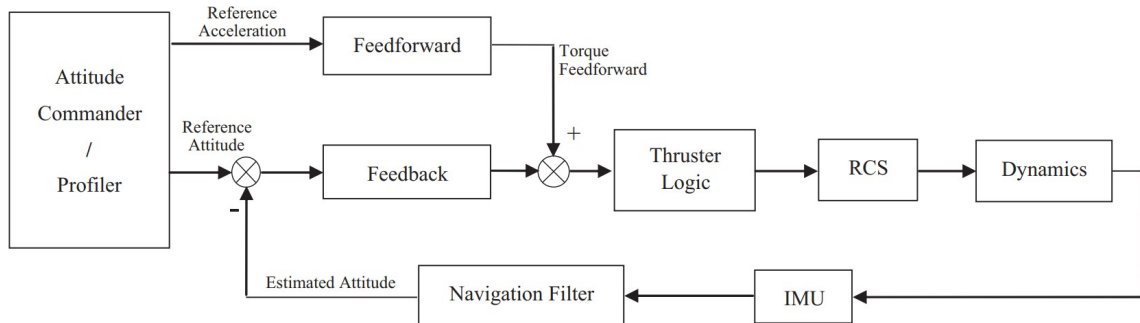 Attitude
Commander
/
Profiler
Reference
Acceleration
Feedforward
Torque
Feedforward
Reference
Attitude
-
Feedback
+
Thruster
Logic
RCS
Dynamics
Estimated Attitude
Navigation Filter
IMU